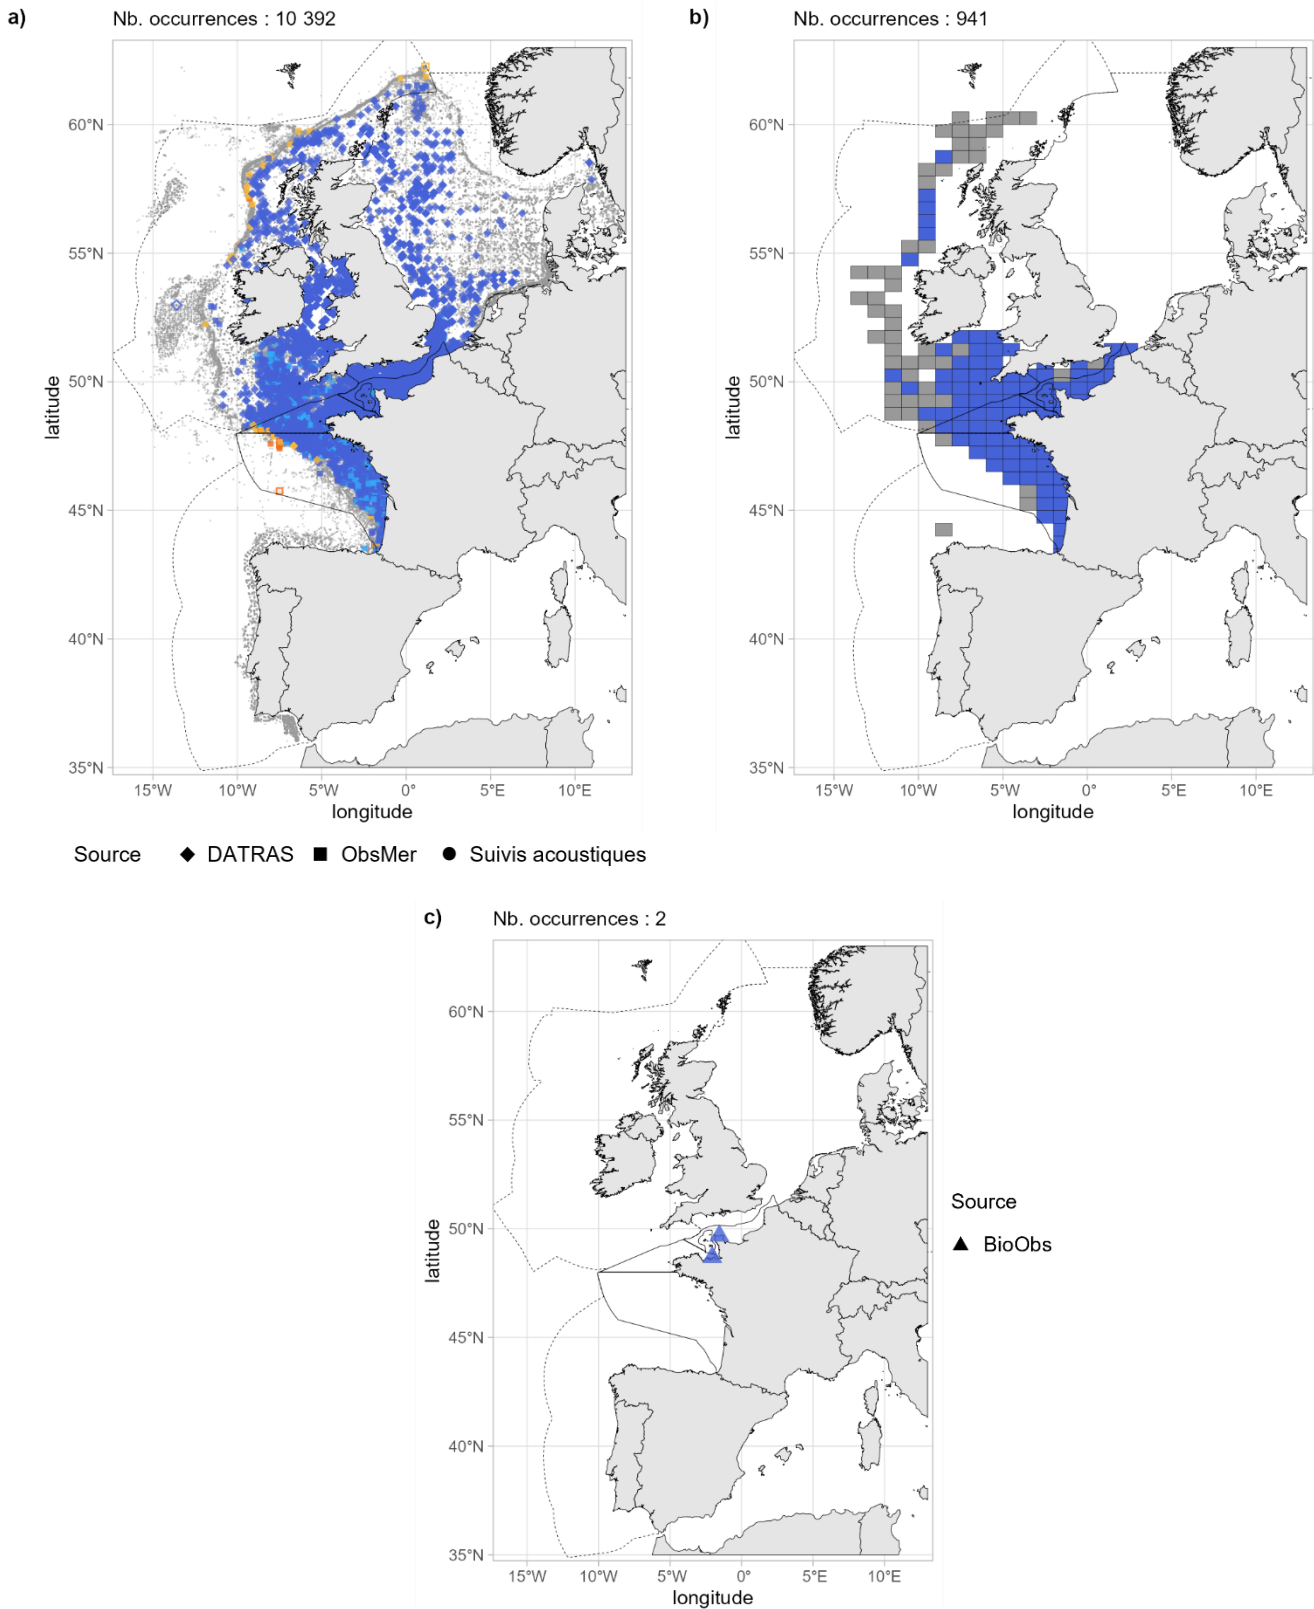 a)
Nb. occurrences : 10 392
60°N
55°N
50°N
45°N
40°N
35°N
latitude
15°W 10°W 5°W 0° 5°E 10°E
longitude
Source DATRAS ObsMer Suivis acoustiques
b)
Nb. occurrences : 941
60°N
55°N
50°N
45°N
40°N
35°N
latitude
15°W 10°W 5°W 0° 5°E 10°E
longitude
c)
Nb. occurrences : 2
60°N
55°N
50°N
45°N
40°N
35°N
latitude
15°W 10°W 5°W 0° 5°E 10°E
longitude
Source
BioObs